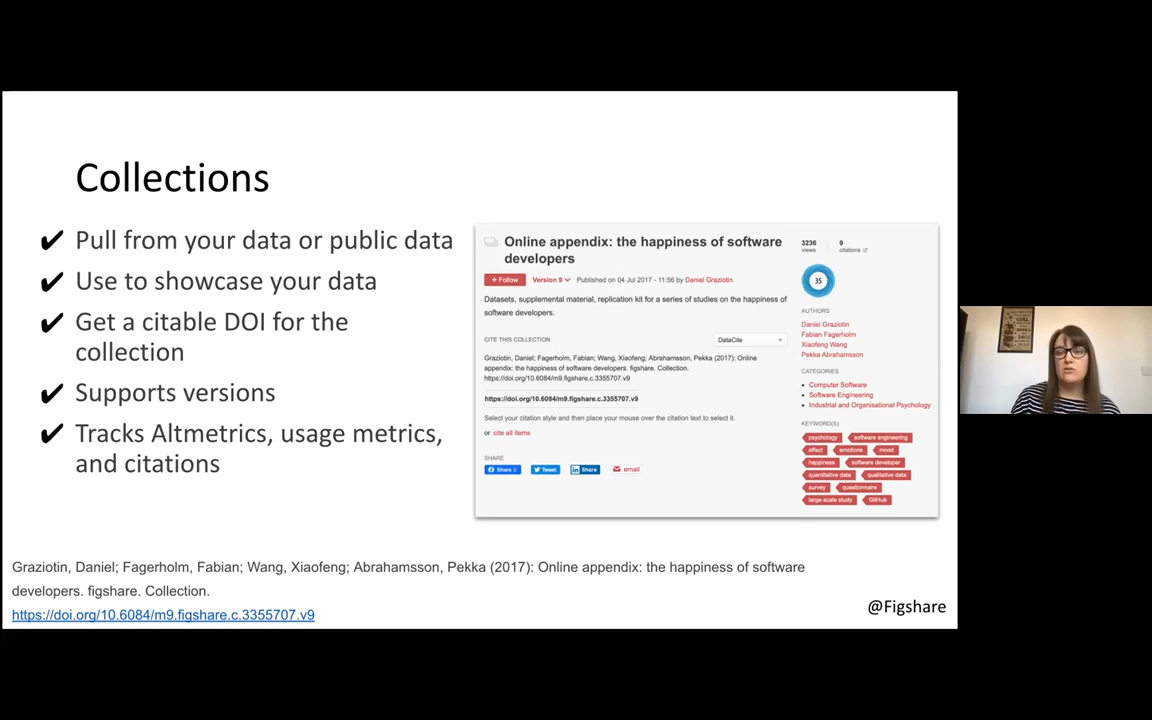 Collections
✔ Pull from your data or public data
✔ Use to showcase your data
✔ Get a citable DOI for the
collection
✔ Supports versions
✔ Tracks Altmetrics, usage metrics,
and citations
Online appendix: the happiness of software
developers
+ Follow Version 9 Published on 04 Jul 2017 - 11:56 by Daniel Graziotin
Datasets, supplemental material, replication kit for a series of studies on the happiness of
software developers.
CITE THIS COLLECTION
DataCite
Graziotin, Daniel; Fagerholm, Fabian; Wang, Xiaofeng; Abrahamsson, Pekka (2017): Online
appendix: the happiness of software developers. figshare. Collection.
https://doi.org/10.6084/m9.figshare.c.3355707.v9
https://doi.org/10.6084/m9.figshare.c.3355707.v9
Select your citation style and then place your mouse over the citation text to select it.
or cite all items
SHARE
Share Tweet Share email
3236 9
views citations
35
AUTHORS
Daniel Graziotin
Fabian Fagerholm
Xiaofeng Wang
Pekka Abrahamsson
CATEGORIES
Computer Software
Software Engineering
Industrial and Organisational Psychology
KEYWORD(S)
psychology software engineering
affect emotions mood
happiness software developer
quantitative data qualitative data
survey questionnaire
large-scale study GitHub
Graziotin, Daniel; Fagerholm, Fabian; Wang, Xiaofeng; Abrahamsson, Pekka (2017): Online appendix: the happiness of software
developers. figshare. Collection.
https://doi.org/10.6084/m9.figshare.c.3355707.v9
@Figshare